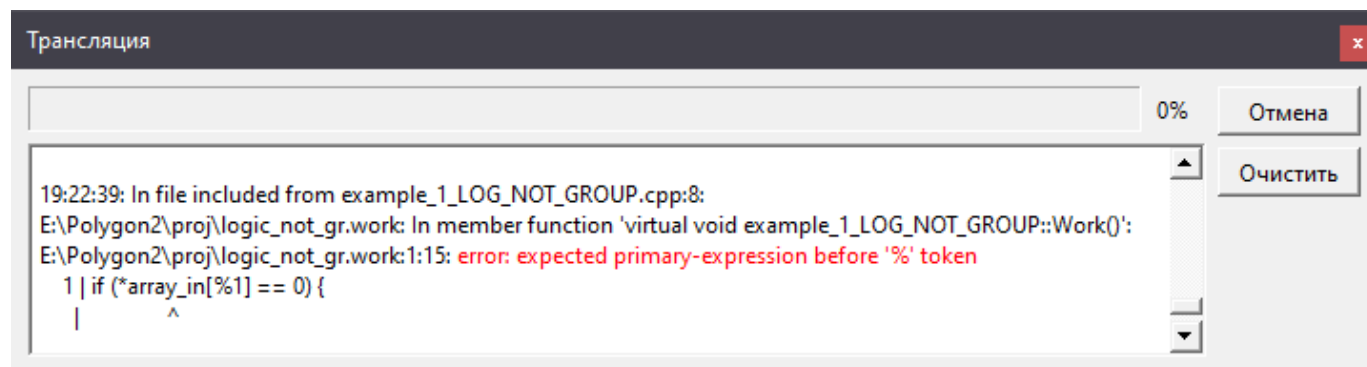 Трансляция
x
0%
Отмена
Очистить
19:22:39: In file included from example_1_LOG_NOT_GROUP.cpp:8:
E:\Polygon2\proj\logic_not_gr.work: In member function 'virtual void example_1_LOG_NOT_GROUP::Work()':
E:\Polygon2\proj\logic_not_gr.work:1:15: error: expected primary-expression before '%' token
1 | if (*array_in[%1] == 0) {
| ^